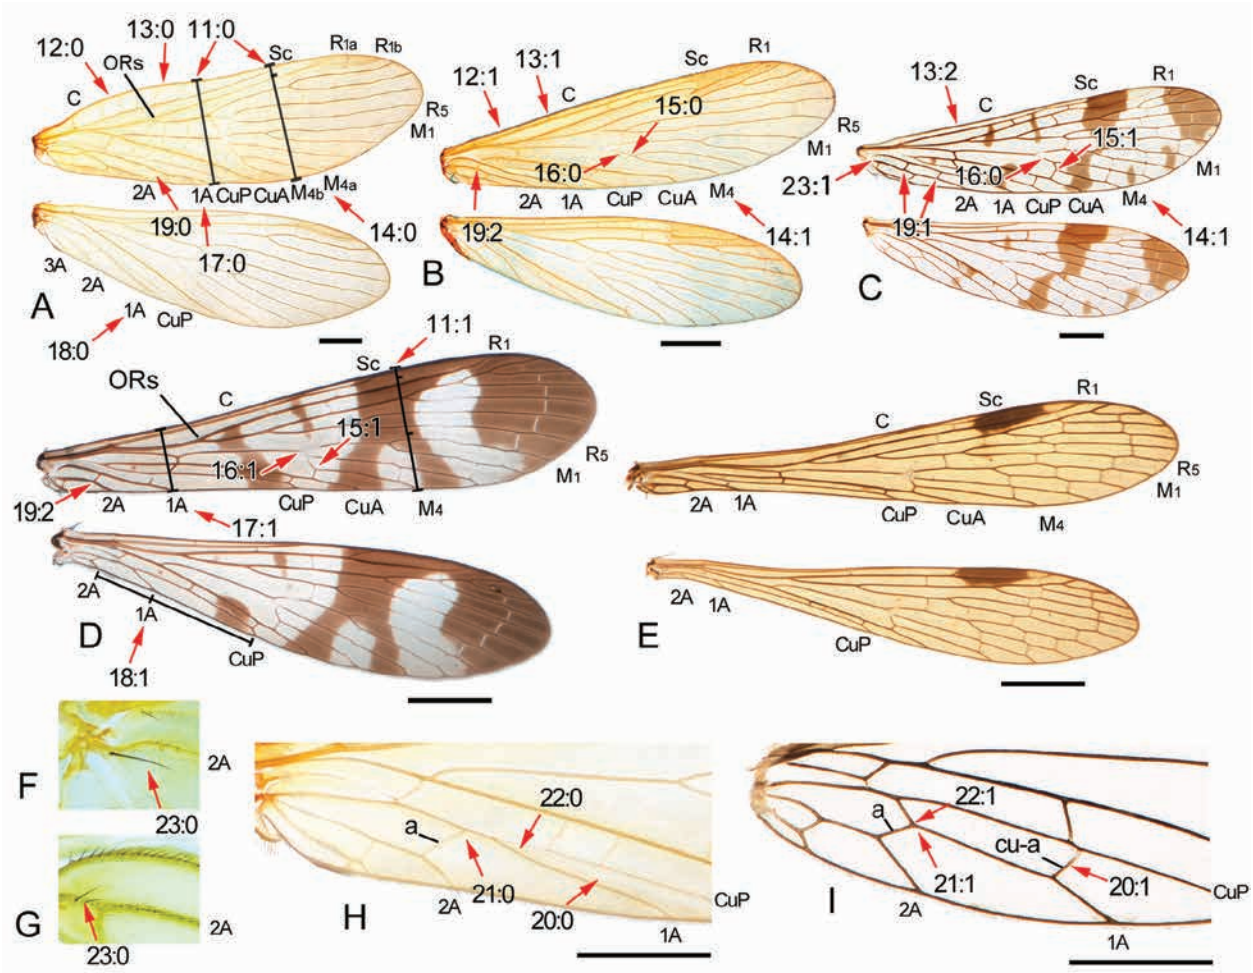 12:0 13:0 11:0
ORs Sc R1a R1b
C
R5
M1
2A 1A CuP CuA M4b M4a
19:0 17:0 14:0
3A
2A
1A
CuP
18:0
A
12:1 13:1 C Sc R1
15:0
16:0
R5
M1
2A 1A CuP CuA M4
19:2 14:1
B
13:2 C Sc R1
15:1
16:0
23:1
M1
2A 1A CuP CuA M4
19:1 14:1
C
11:1
ORs C Sc R1
15:1
16:1
R5
M1
2A 1A CuP CuA M4
19:2 17:1
2A
1A
CuP
18:1
D
C Sc R1
R5
M1
2A 1A CuP CuA M4
2A 1A
CuP
E
F 2A
23:0
G 2A
23:0
22:0
a
21:0
20:0
2A
1A
CuP
H
22:1
a
cu-a
21:1 20:1
2A
1A
CuP
I